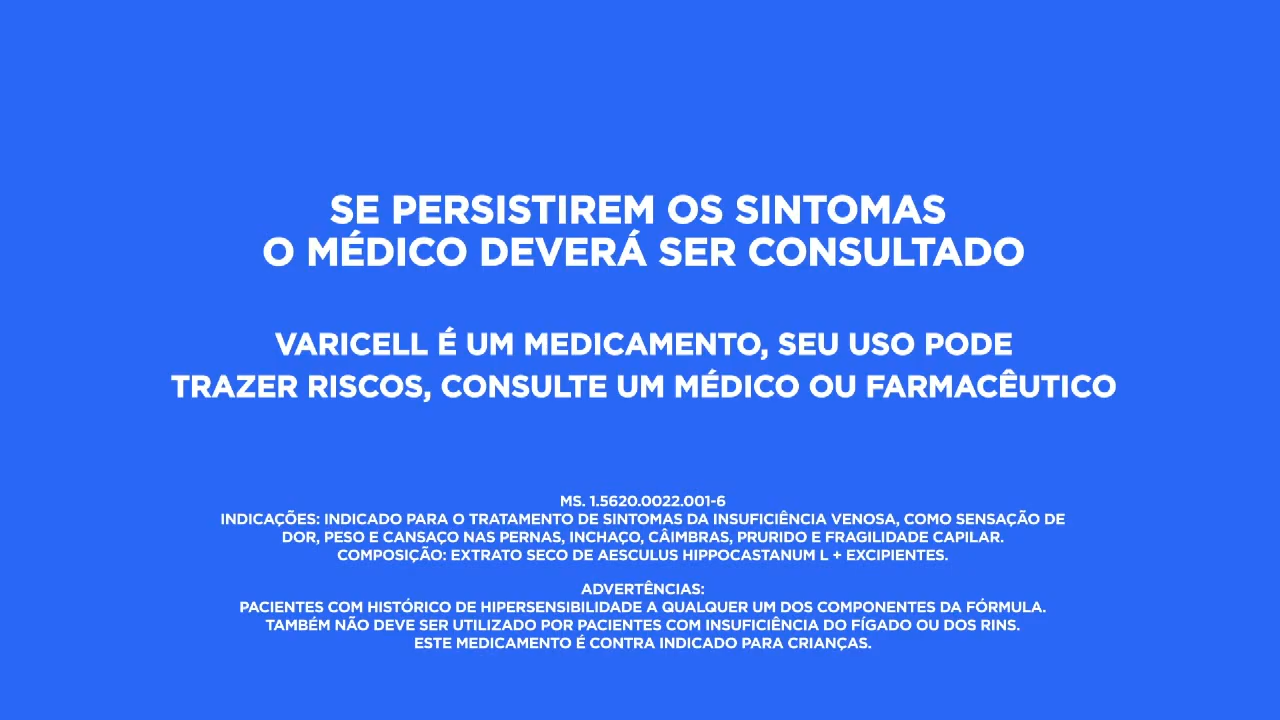 SE PERSISTIREM OS SINTOMAS
O MÉDICO DEVERÁ SER CONSULTADO
VARICELL É UM MEDICAMENTO, SEU USO PODE
TRAZER RISCOS, CONSULTE UM MÉDICO OU FARMACÊUTICO
MS. 1.5620.0022.001-6
INDICAÇÕES: INDICADO PARA O TRATAMENTO DE SINTOMAS DA INSUFICIÊNCIA VENOSA, COMO SENSAÇÃO DE
DOR, PESO E CANSAÇO NAS PERNAS, INCHAÇO, CÂIMBRAS, PRURIDO E FRAGILIDADE CAPILAR.
COMPOSIÇÃO: EXTRATO SECO DE AESCULUS HIPPOCASTANUM L + EXCIPIENTES.
ADVERTÊNCIAS:
PACIENTES COM HISTÓRICO DE HIPERSENSIBILIDADE A QUALQUER UM DOS COMPONENTES DA FÓRMULA.
TAMBÉM NÃO DEVE SER UTILIZADO POR PACIENTES COM INSUFICIÊNCIA DO FÍGADO OU DOS RINS.
ESTE MEDICAMENTO É CONTRA INDICADO PARA CRIANÇAS.